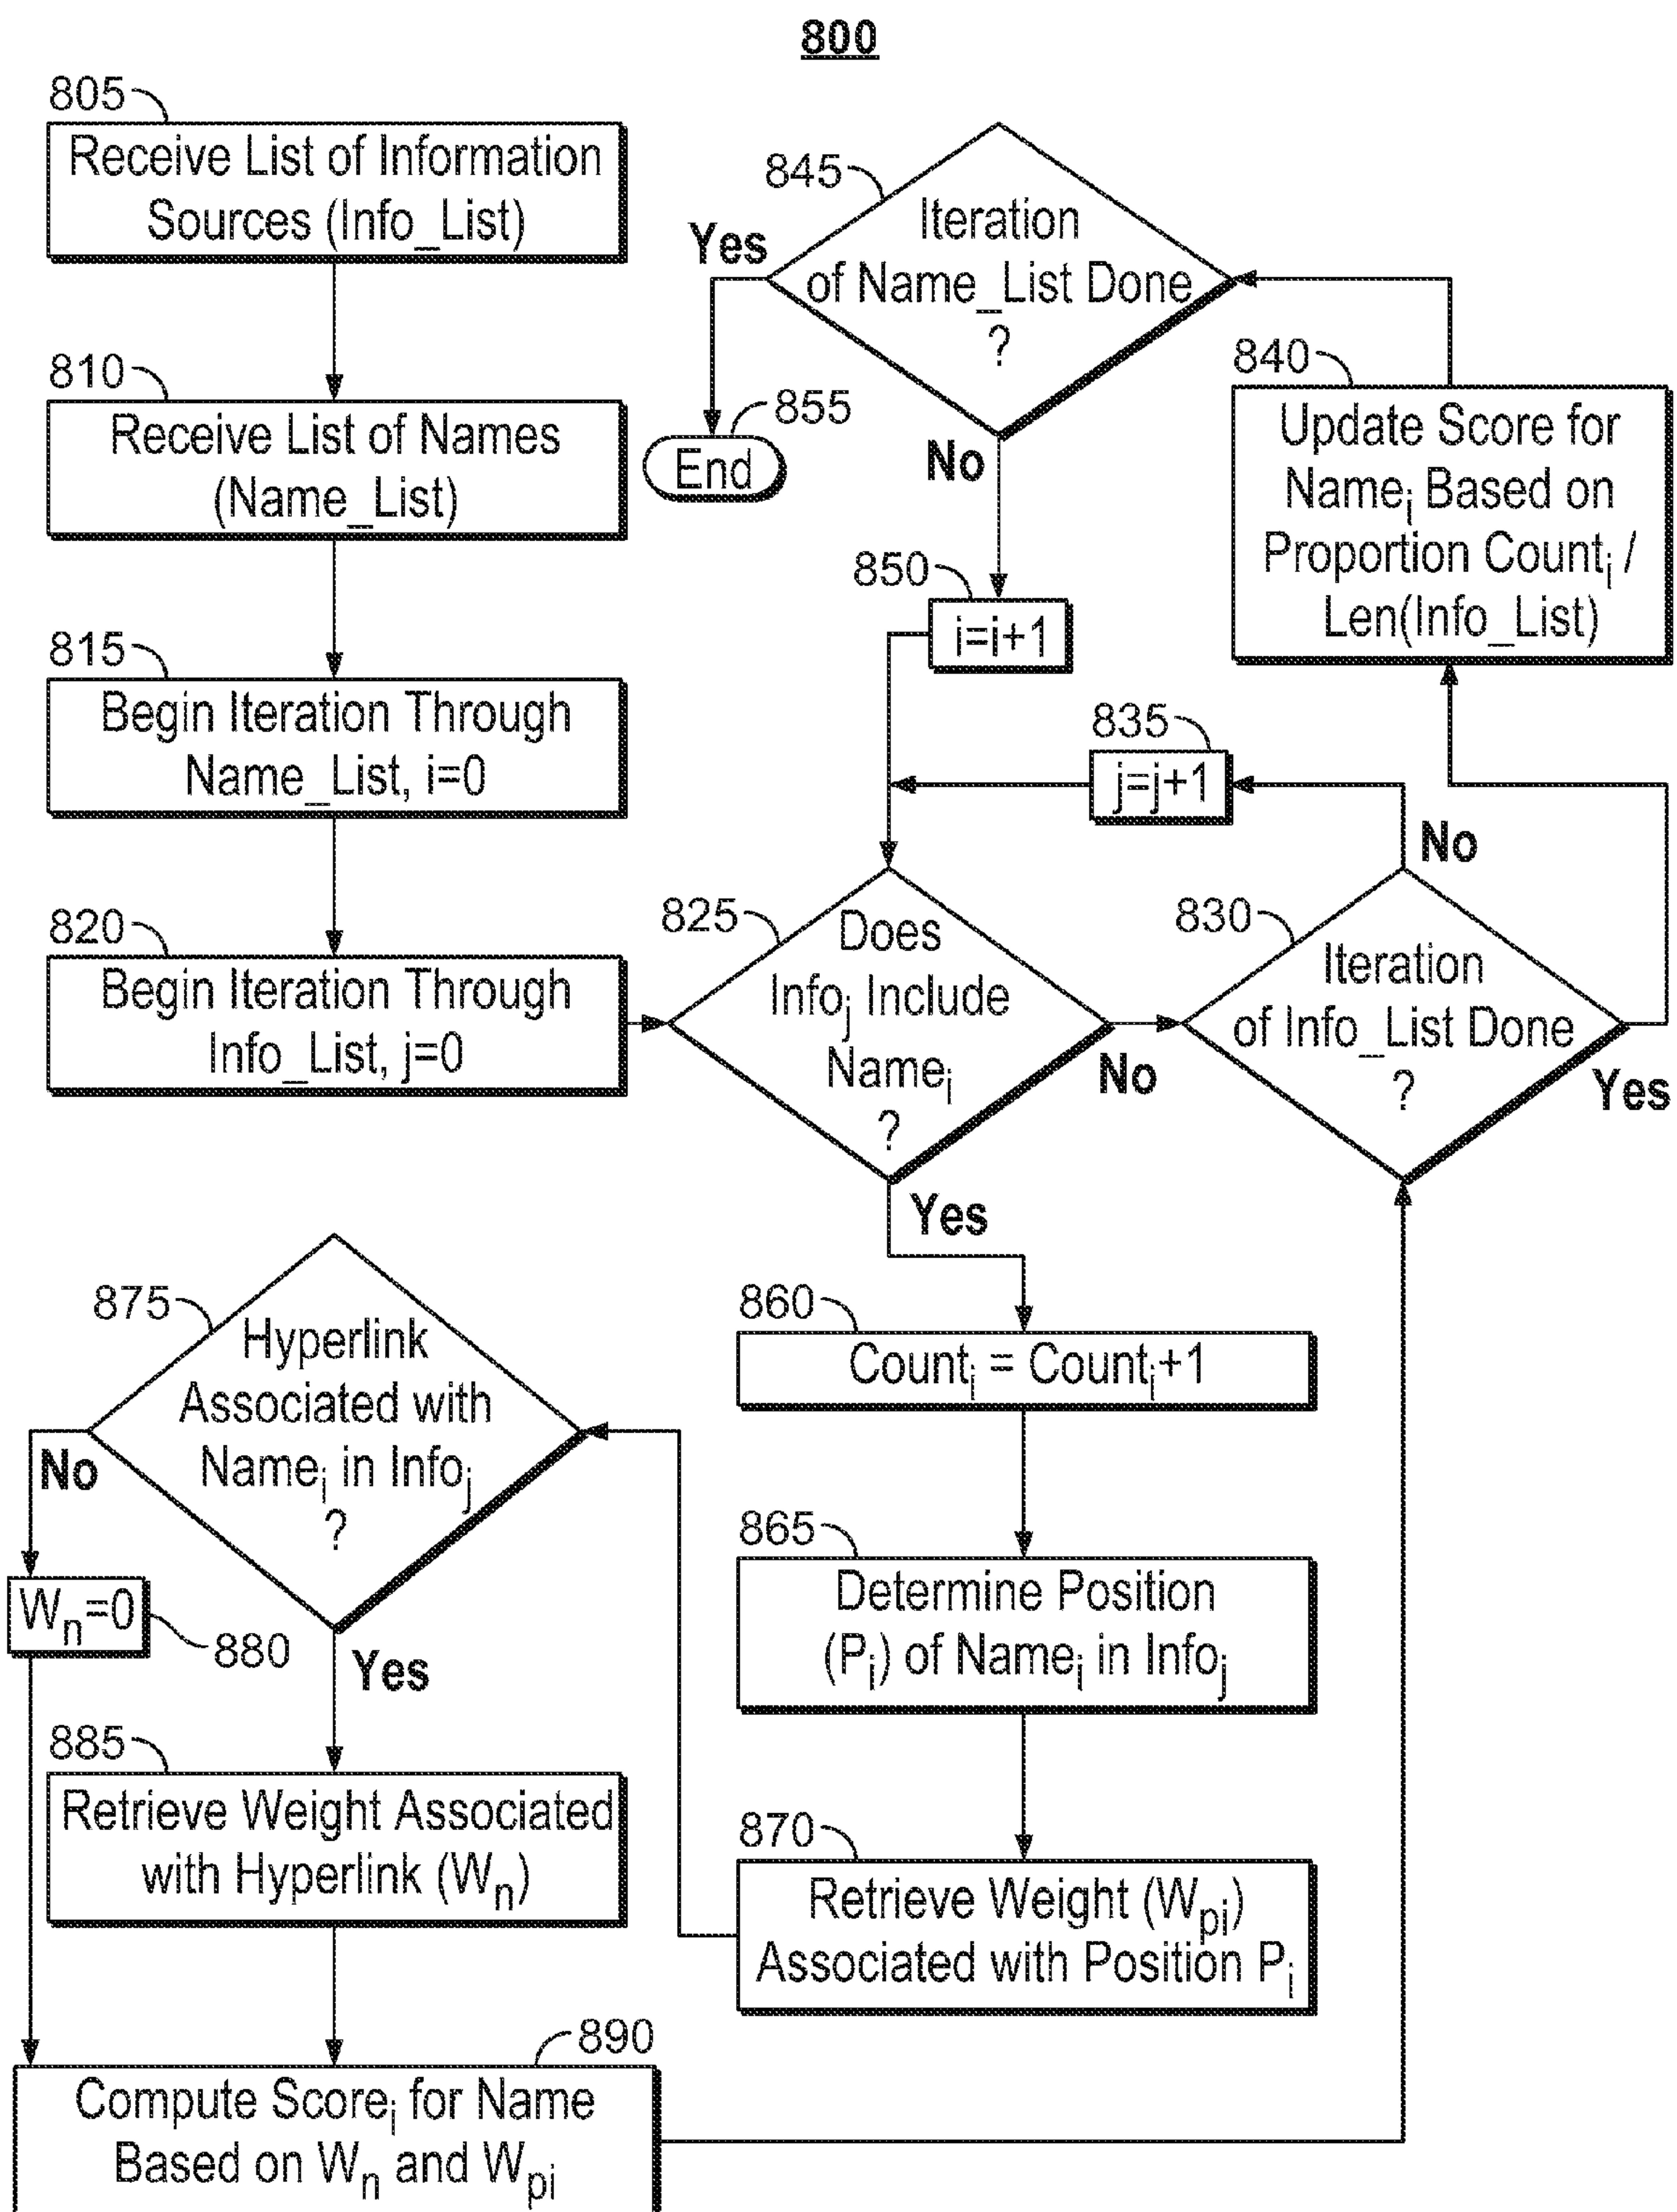 800
805
Receive List of Information
Sources (Info_List)
810
Receive List of Names
(Name_List)
815
Begin Iteration Through
Name_List, i=0
820
Begin Iteration Through
Info_List, j=0
825
Does
Infoj Include
Namei
?
No
Yes
830
Iteration
of Info_List Done
?
No
Yes
835
j=j+1
840
Update Score for
Namei Based on
Proportion Counti /
Len(Info_List)
845
Iteration
of Name_List Done
?
Yes
No
855
End
850
i=i+1
860
Counti = Counti+1
865
Determine Position
(Pi) of Namei in Infoj
870
Retrieve Weight (Wpi)
Associated with Position Pi
875
Hyperlink
Associated with
Namei in Infoj
?
No
Yes
Wn=0
880
885
Retrieve Weight Associated
with Hyperlink (Wn)
890
Compute Scorei for Name
Based on Wn and Wpi